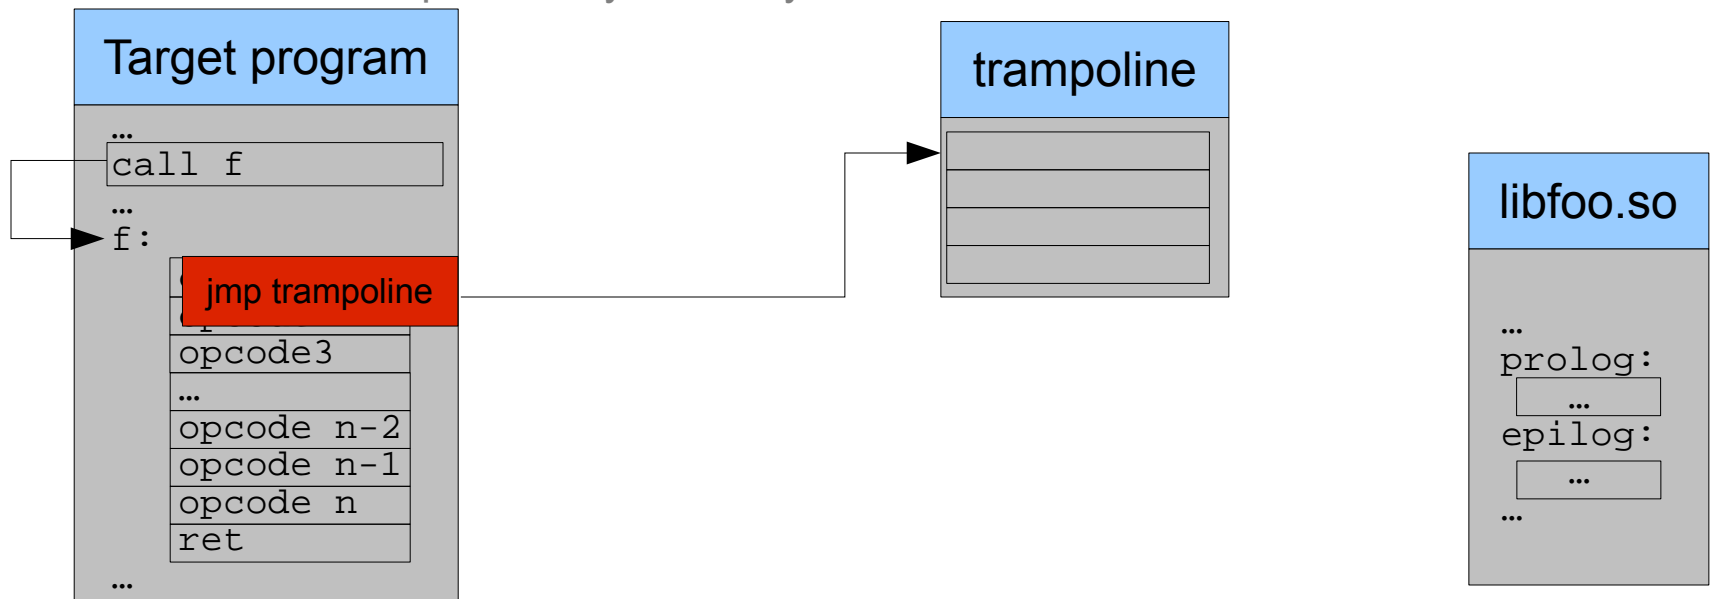 Target program
…
call f
…
f:
jmp trampoline
opcode3
…
opcode n-2
opcode n-1
opcode n
ret
…
trampoline
libfoo.so
…
prolog:
…
epilog:
…
…